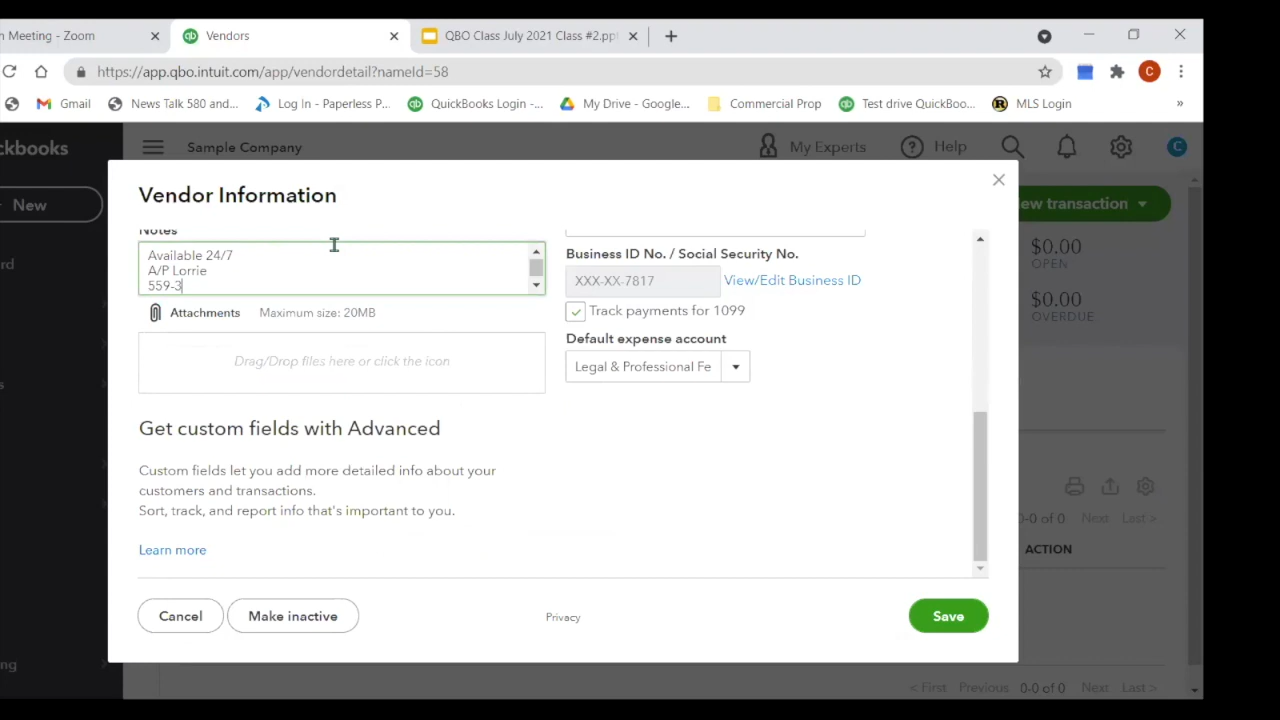 n Meeting - Zoom
Vendors
QBO Class July 2021 Class #2.ppt
https://app.qbo.intuit.com/app/vendordetail?nameId=58
C
Gmail
News Talk 580 and...
Log In - Paperless P...
QuickBooks Login -...
My Drive - Google...
Commercial Prop
Test drive QuickBoo...
MLS Login
»
ckbooks
Sample Company
My Experts
Help
C
+ New
Vendor Information
ew transaction
Notes
Available 24/7
A/P Lorrie
559-3
Business ID No. / Social Security No.
XXX-XX-7817
View/Edit Business ID
Track payments for 1099
$0.00
OPEN
$0.00
OVERDUE
rd
Attachments
Maximum size: 20MB
Default expense account
Legal & Professional Fe
Drag/Drop files here or click the icon
s
Get custom fields with Advanced
Custom fields let you add more detailed info about your
customers and transactions.
Sort, track, and report info that's important to you.
Learn more
0-0 of 0 Next Last >
ACTION
Cancel
Make inactive
Privacy
Save
ng
< First Previous 0-0 of 0 Next Last >